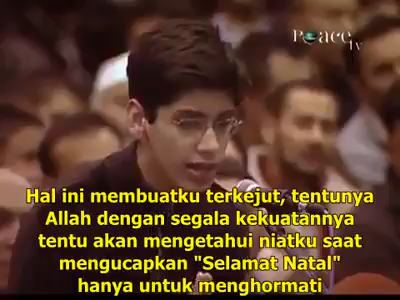 Peace
TV
Hal ini membuatku terkejut, tentunya
Allah dengan segala kekuatannya
tentu akan mengetahui niatku saat
mengucapkan "Selamat Natal"
hanya untuk menghormati